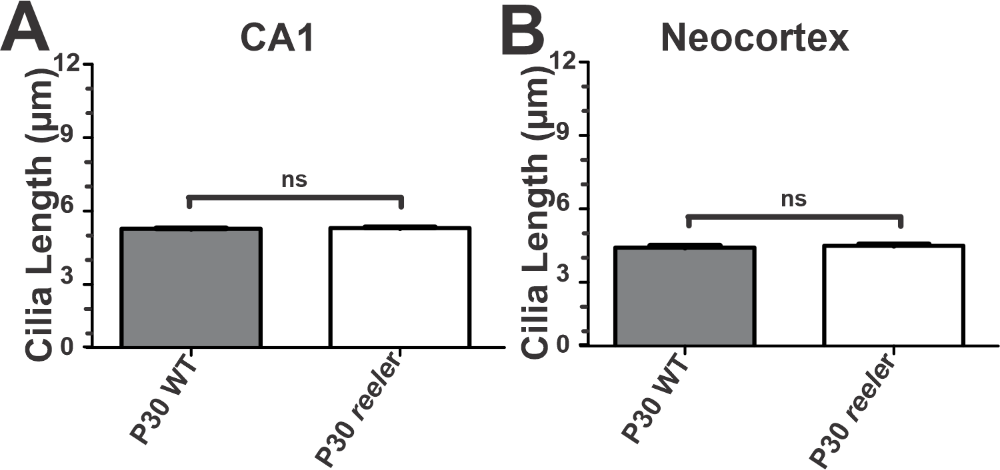 A
CA1
Cilia Length (µm)
12
9
6
3
0
ns
P30 WT
P30 reeler
B
Neocortex
Cilia Length (µm)
12
9
6
3
0
ns
P30 WT
P30 reeler